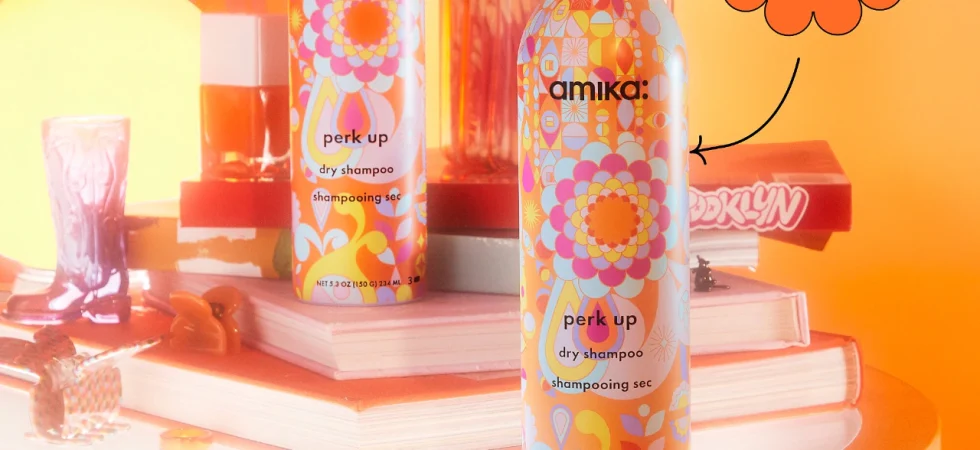 perk up
dry shampoo
shampooing sec
NET 5.3 OZ (150 G) 234 ML
amika:
perk up
dry shampoo
shampooing sec